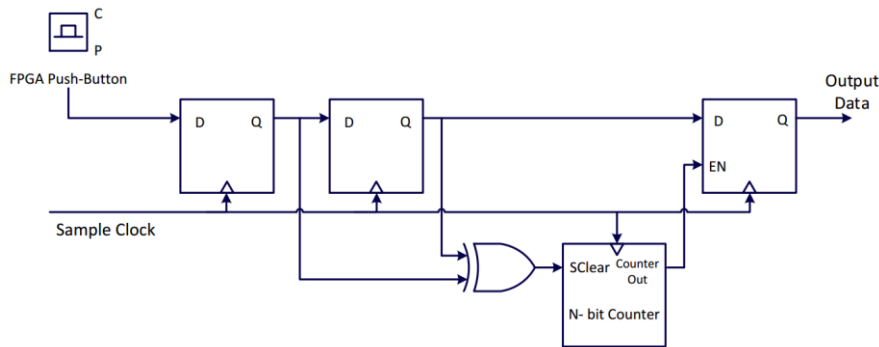 C
P
FPGA Push-Button
Output
Data
D
Q
D
Q
D
Q
EN
Sample Clock
SClear
Counter
Out
N- bit Counter